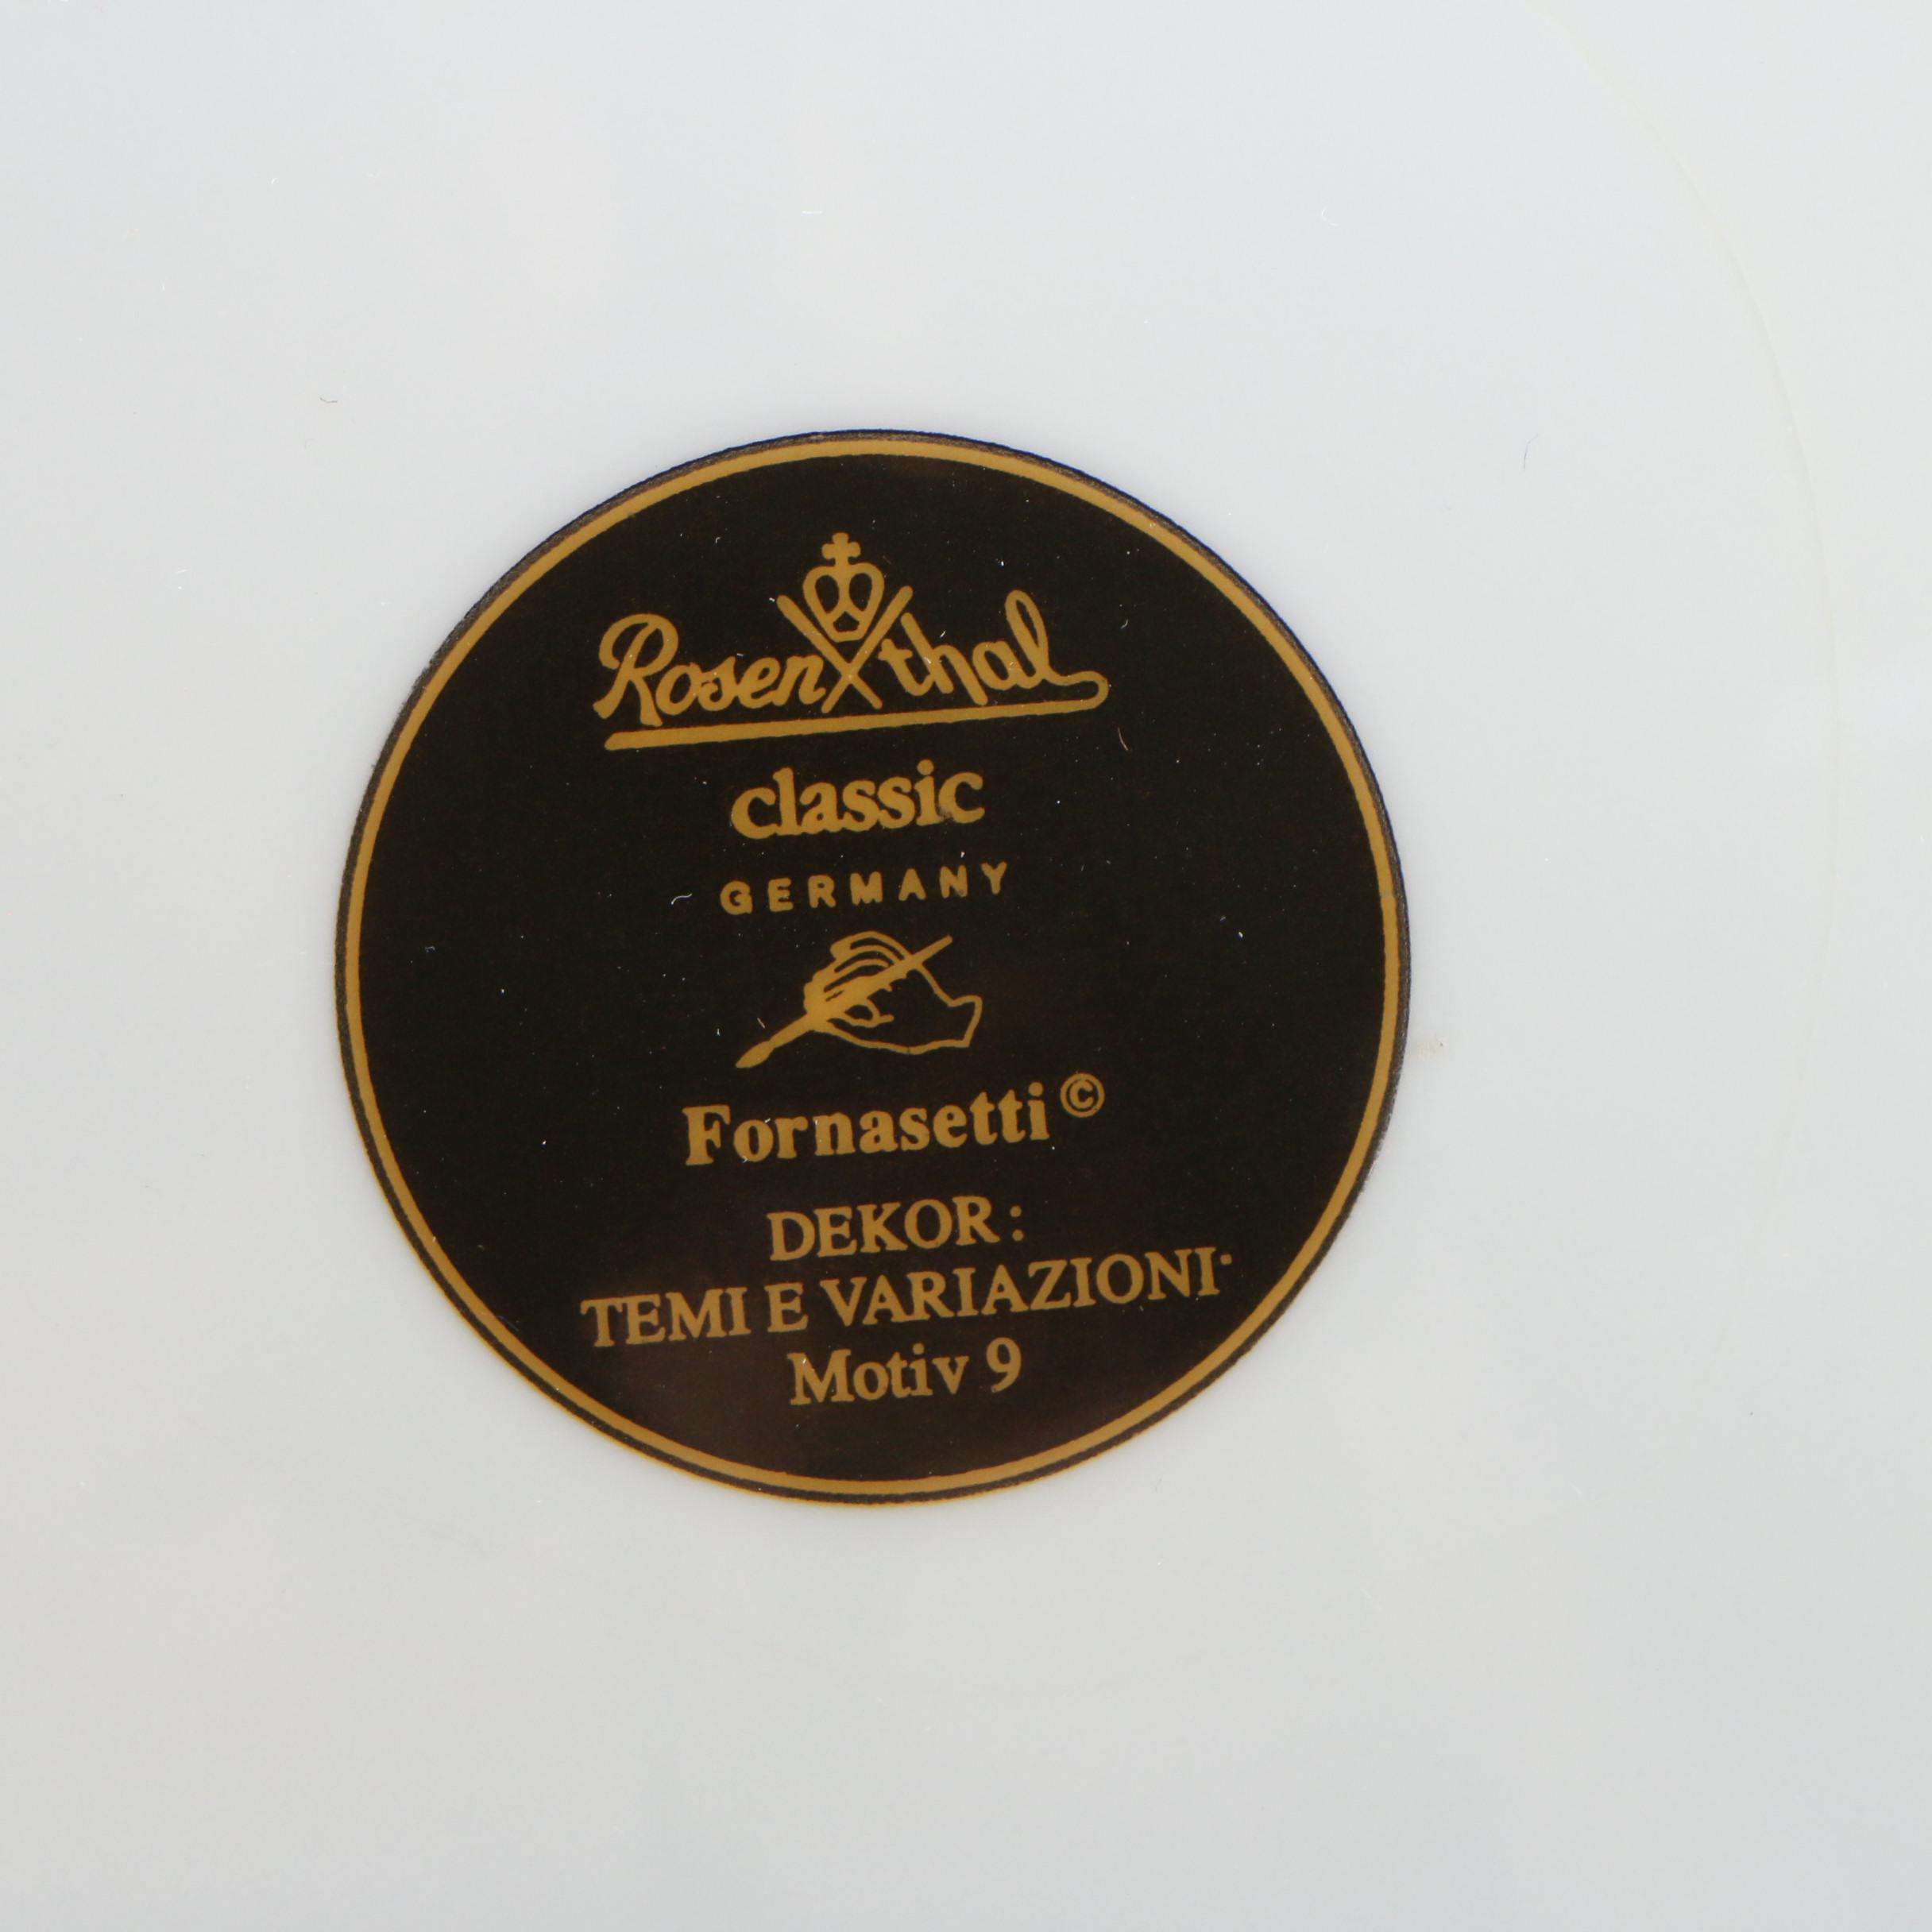 Rosenthal
classic
GERMANY
Fornasetti ©
DEKOR:
TEMI E VARIAZIONI
Motiv 9